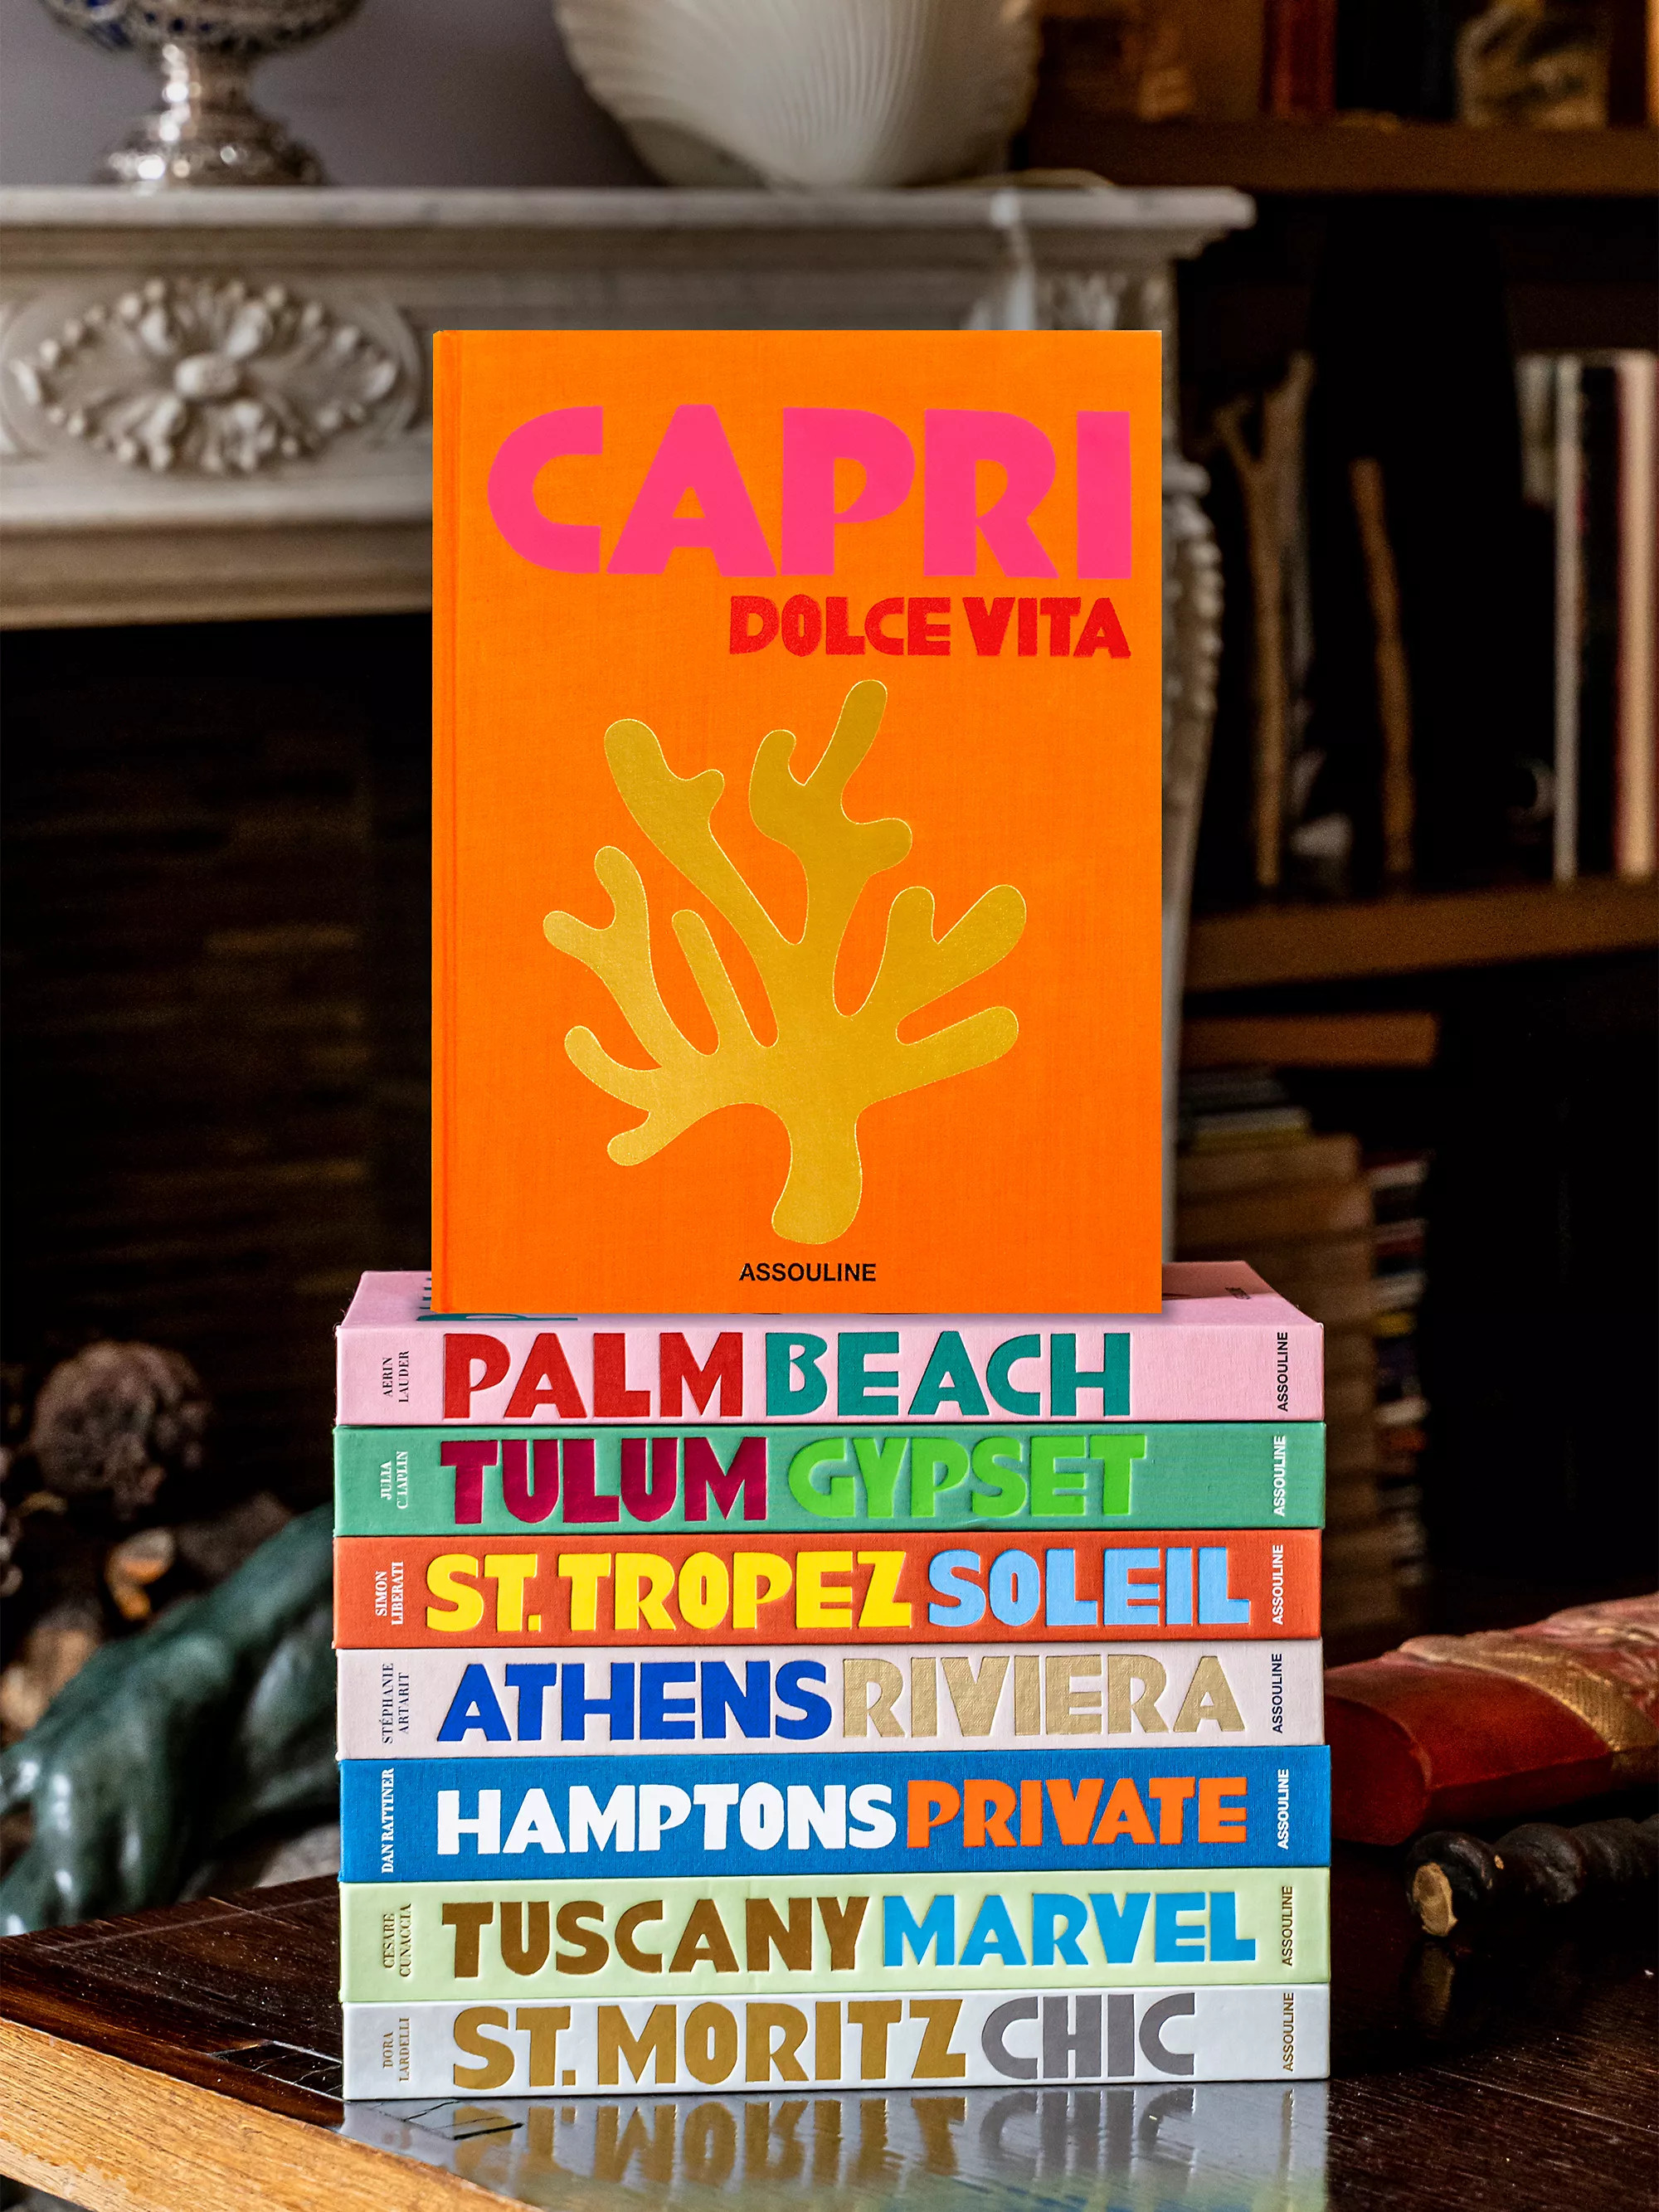 CAPRI
DOLCE VITA
ASSOULINE
AERIN
LAUDER
PALM BEACH
ASSOULINE
JULIA
CHAPLIN
TULUM GYPSET
ASSOULINE
SIMON
LIBERATI
ST. TROPEZ SOLEIL
ASSOULINE
STÉPHANIE
ARTARIT
ATHENS RIVIERA
ASSOULINE
DAN RATTINER
HAMPTONS PRIVATE
ASSOULINE
CESARE
CUNACCIA
TUSCANY MARVEL
ASSOULINE
DORA
LARDELLI
ST. MORITZ CHIC
ASSOULINE